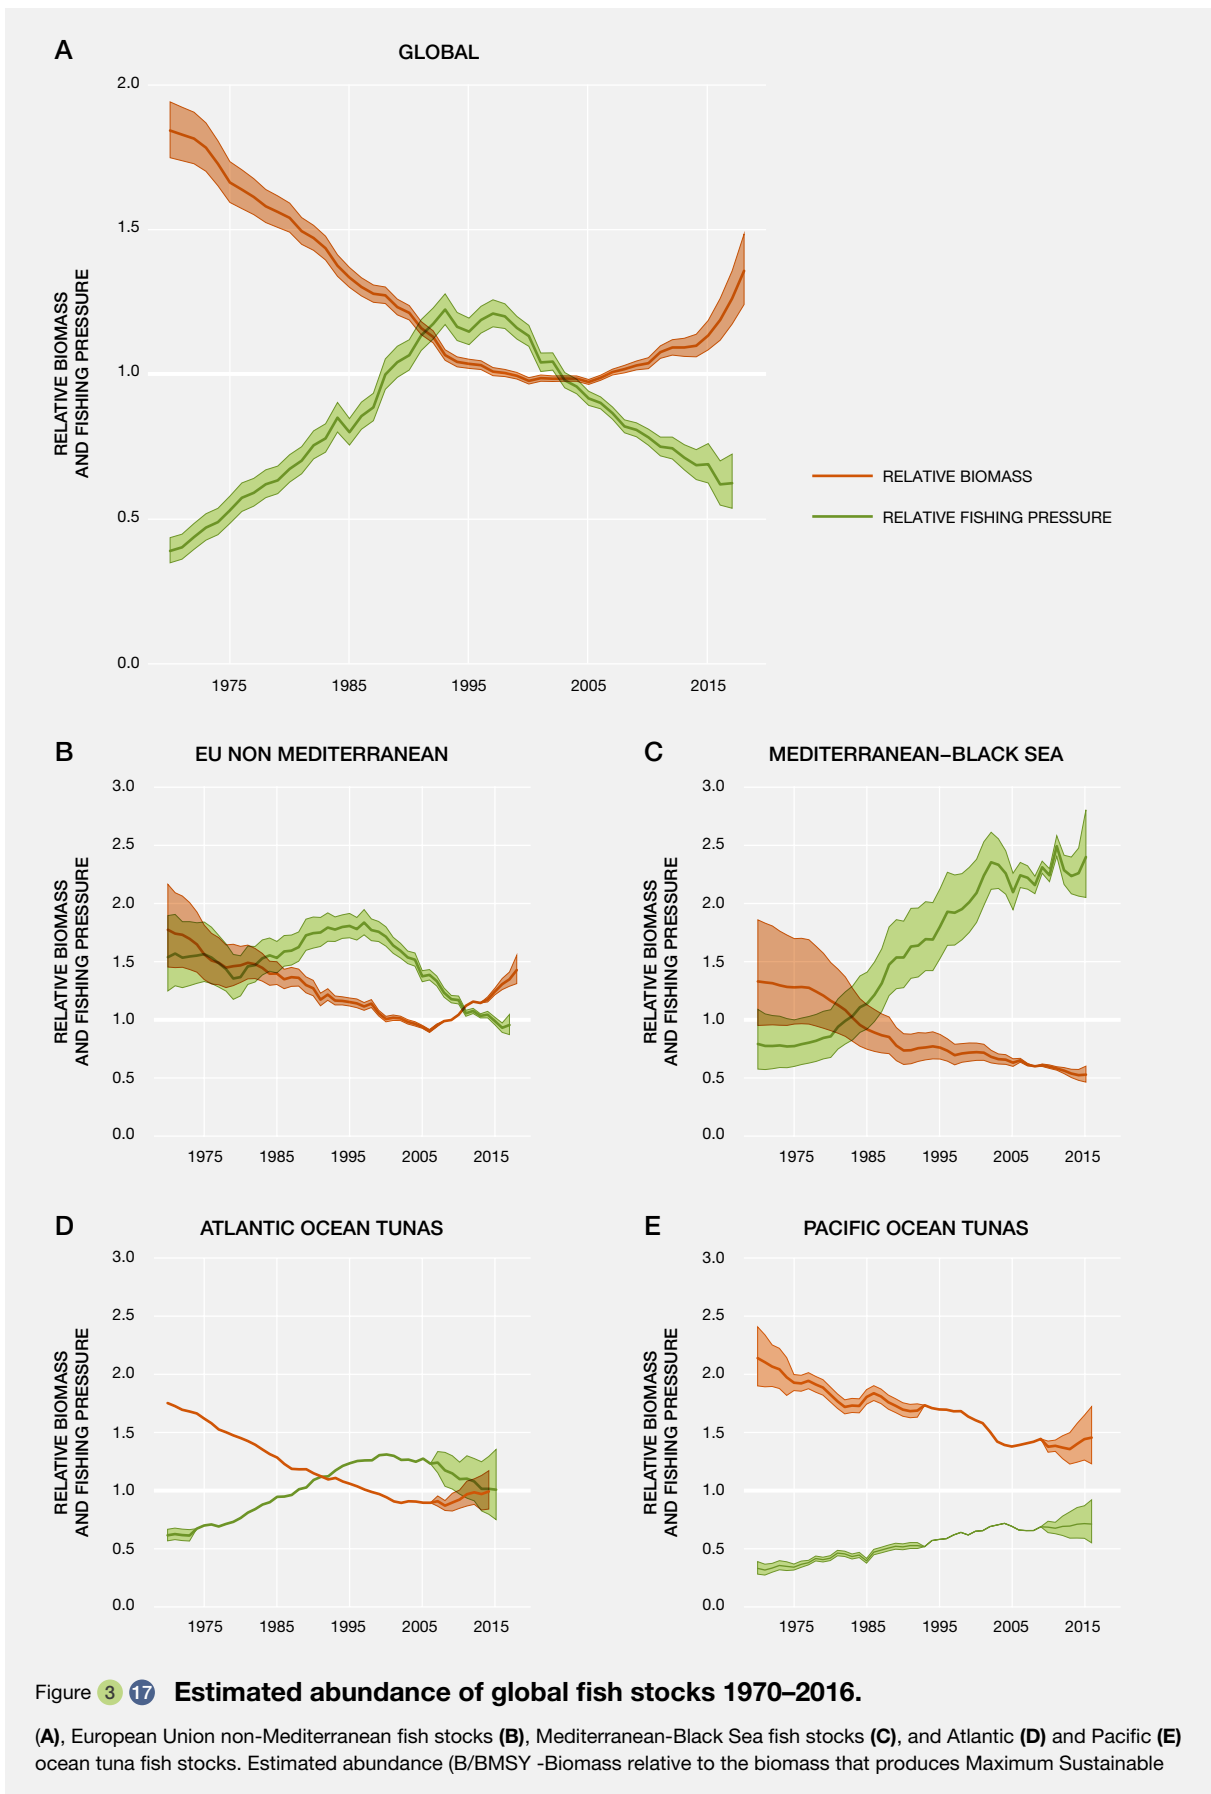 A
GLOBAL
2.0
1.5
1.0
0.5
0.0
RELATIVE BIOMASS
AND FISHING PRESSURE
1975 1985 1995 2005 2015
RELATIVE BIOMASS
RELATIVE FISHING PRESSURE
B
EU NON MEDITERRANEAN
3.0
2.5
2.0
1.5
1.0
0.5
0.0
RELATIVE BIOMASS
AND FISHING PRESSURE
1975 1985 1995 2005 2015
C
MEDITERRANEAN–BLACK SEA
3.0
2.5
2.0
1.5
1.0
0.5
0.0
RELATIVE BIOMASS
AND FISHING PRESSURE
1975 1985 1995 2005 2015
D
ATLANTIC OCEAN TUNAS
3.0
2.5
2.0
1.5
1.0
0.5
0.0
RELATIVE BIOMASS
AND FISHING PRESSURE
1975 1985 1995 2005 2015
E
PACIFIC OCEAN TUNAS
3.0
2.5
2.0
1.5
1.0
0.5
0.0
RELATIVE BIOMASS
AND FISHING PRESSURE
1975 1985 1995 2005 2015
Figure 3 17 Estimated abundance of global fish stocks 1970–2016.
(A), European Union non-Mediterranean fish stocks (B), Mediterranean-Black Sea fish stocks (C), and Atlantic (D) and Pacific (E)
ocean tuna fish stocks. Estimated abundance (B/BMSY -Biomass relative to the biomass that produces Maximum Sustainable